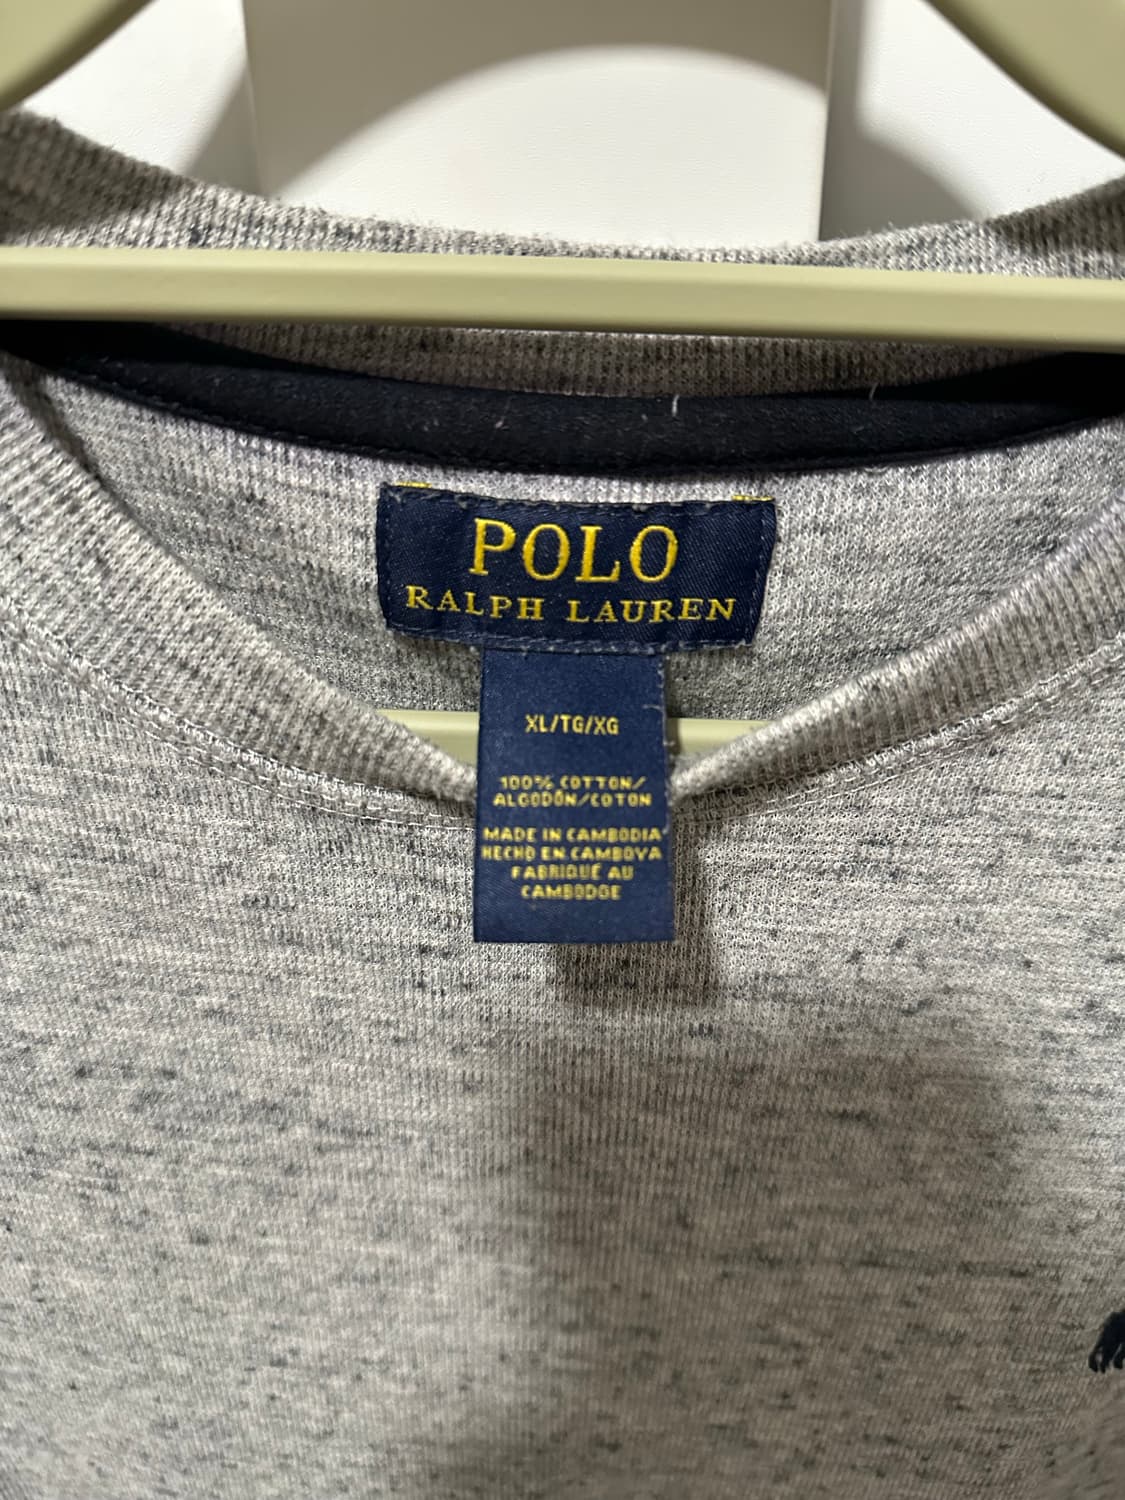 POLO
RALPH LAUREN
XL/TG/XG
100% COTTON/
ALGODÓN/COTON
MADE IN CAMBODIA
HECHO EN CAMBOYA
FABRIQUÉ AU
CAMBODGE